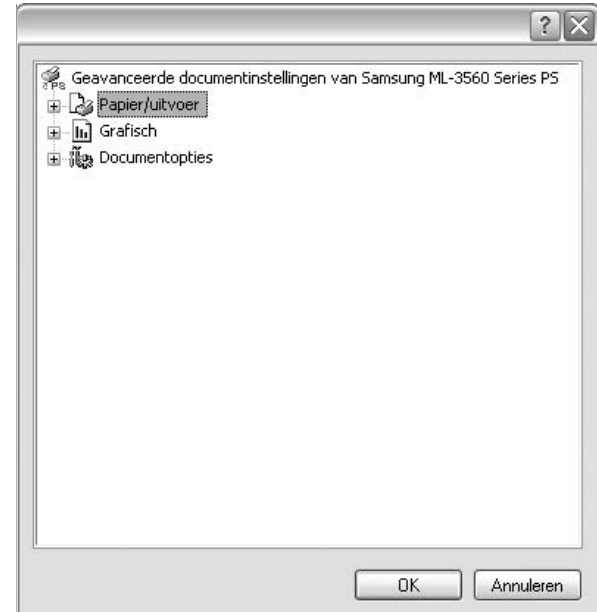 Geavanceerde documentinstellingen van Samsung ML-3560 Series PS
Papier/uitvoer
Grafisch
Documentopties
OK
Annuleren